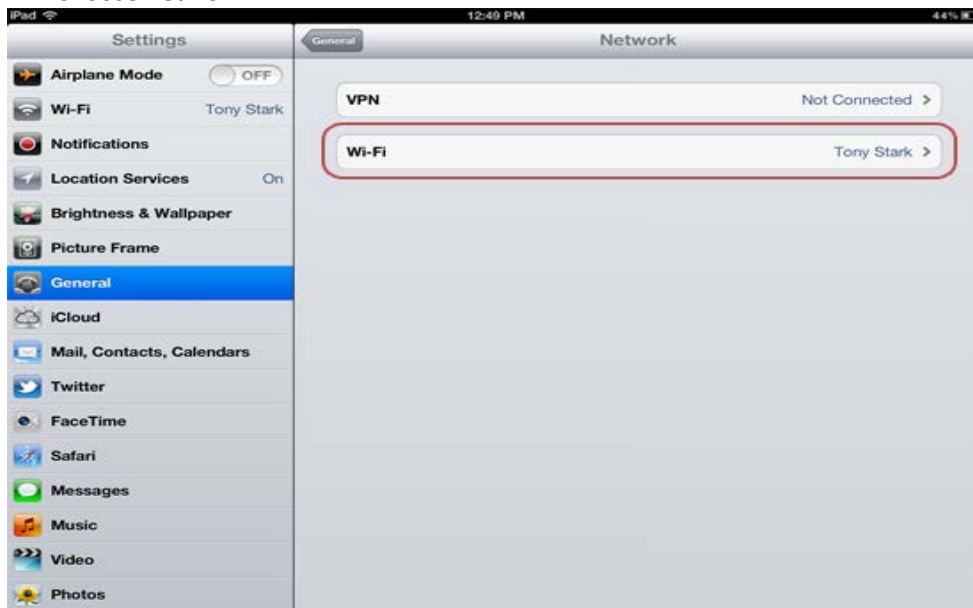 iPad 12:49 PM 44%
Settings
General Network
Airplane Mode OFF
Wi-Fi Tony Stark
Notifications
Location Services On
Brightness & Wallpaper
Picture Frame
General
iCloud
Mail, Contacts, Calendars
Twitter
FaceTime
Safari
Messages
Music
Video
Photos
VPN Not Connected
Wi-Fi Tony Stark